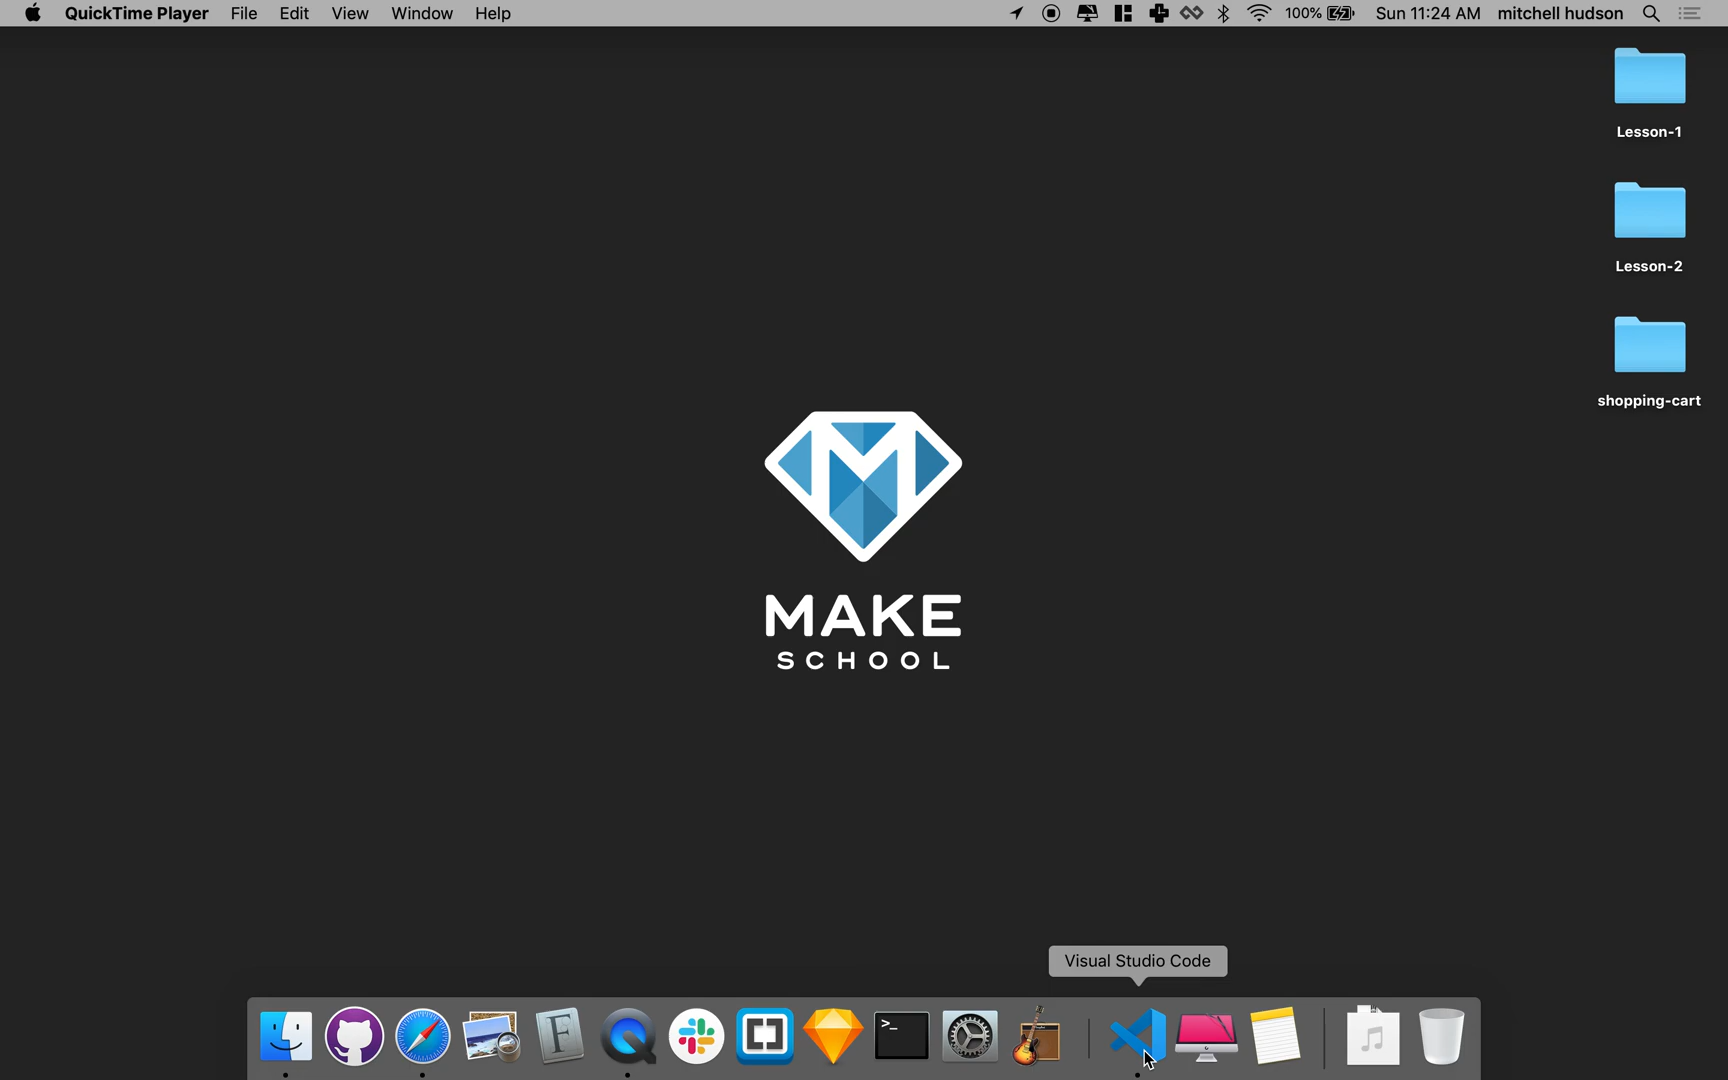 QuickTime Player File Edit View Window Help 100% Sun 11:24 AM mitchell hudson
Lesson-1
Lesson-2
shopping-cart
MAKE
SCHOOL
Visual Studio Code
F
>_